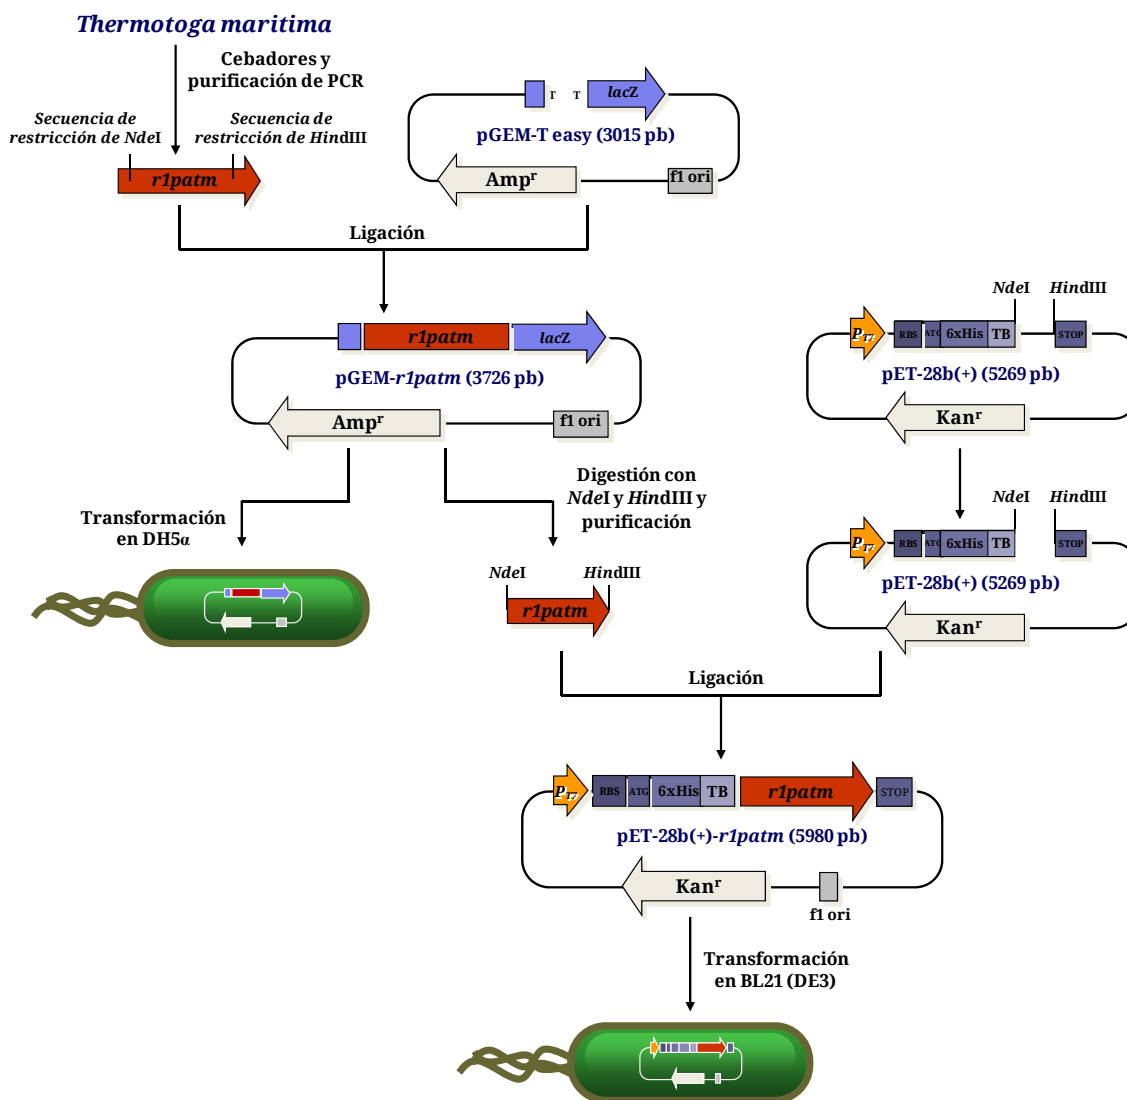 Thermotoga maritima
Cebadores y
purificación de PCR
Secuencia de
restricción de NdeI
Secuencia de
restricción de HindIII
r1patm
T
T
lacZ
pGEM-T easy (3015 pb)
Ampʳ
f1 ori
Ligación
r1patm
lacZ
pGEM-r1patm (3726 pb)
Ampʳ
f1 ori
NdeI
HindIII
PT7
RBS
ATG
6xHis
TB
STOP
pET-28b(+) (5269 pb)
Kanʳ
Transformación
en DH5α
Digestión con
NdeI y HindIII y
purificación
NdeI
HindIII
r1patm
NdeI
HindIII
PT7
RBS
ATG
6xHis
TB
STOP
pET-28b(+) (5269 pb)
Kanʳ
Ligación
PT7
RBS
ATG
6xHis
TB
r1patm
STOP
pET-28b(+)-r1patm (5980 pb)
Kanʳ
f1 ori
Transformación
en BL21 (DE3)